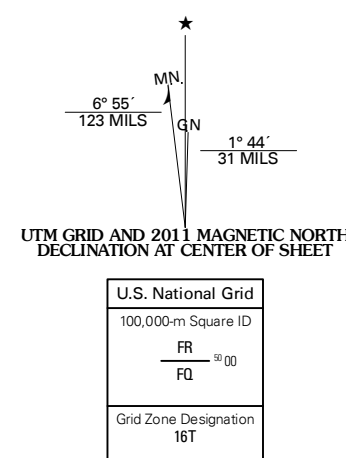 ★
MN.
6° 55´
123 MILS
GN
1° 44´
31 MILS
UTM GRID AND 2011 MAGNETIC NORTH
DECLINATION AT CENTER OF SHEET
U.S. National Grid
100,000-m Square ID
FR
50 00
FQ
Grid Zone Designation
16T